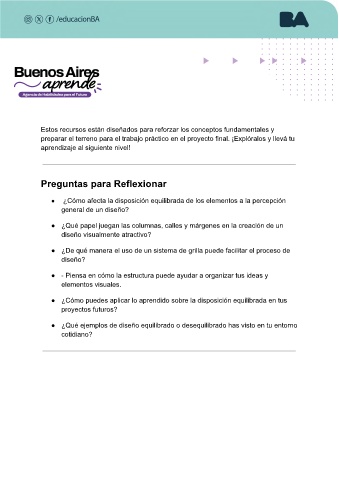 /educacionBA
BA
Buenos Aires
aprende
Agencia de Habilidades para el Futuro
Estos recursos están diseñados para reforzar los conceptos fundamentales y
preparar el terreno para el trabajo práctico en el proyecto final. ¡Explóralos y llevá tu
aprendizaje al siguiente nivel!
Preguntas para Reflexionar
● ¿Cómo afecta la disposición equilibrada de los elementos a la percepción
general de un diseño?
● ¿Qué papel juegan las columnas, calles y márgenes en la creación de un
diseño visualmente atractivo?
● ¿De qué manera el uso de un sistema de grilla puede facilitar el proceso de
diseño?
● - Piensa en cómo la estructura puede ayudar a organizar tus ideas y
elementos visuales.
● ¿Cómo puedes aplicar lo aprendido sobre la disposición equilibrada en tus
proyectos futuros?
● ¿Qué ejemplos de diseño equilibrado o desequilibrado has visto en tu entorno
cotidiano?